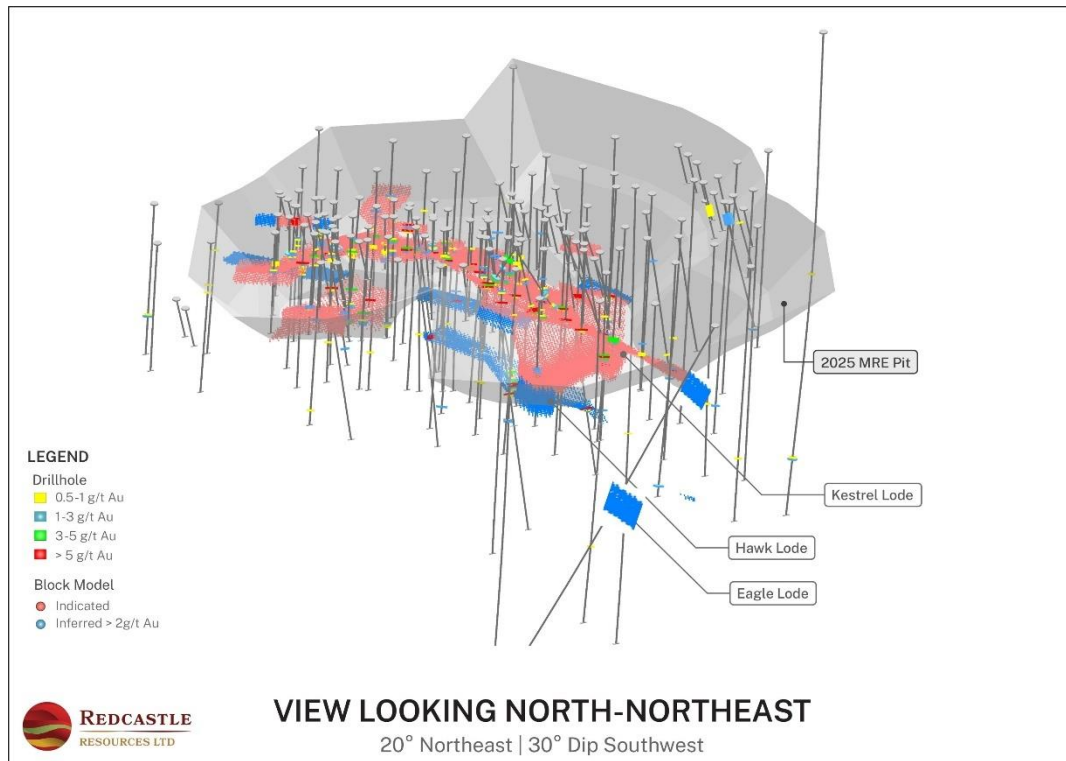 2025 MRE Pit
Kestrel Lode
Hawk Lode
Eagle Lode
LEGEND
Drillhole
0.5-1 g/t Au
1-3 g/t Au
3-5 g/t Au
> 5 g/t Au
Block Model
Indicated
Inferred > 2g/t Au
REDCASTLE
RESOURCES LTD
VIEW LOOKING NORTH-NORTHEAST
20° Northeast | 30° Dip Southwest